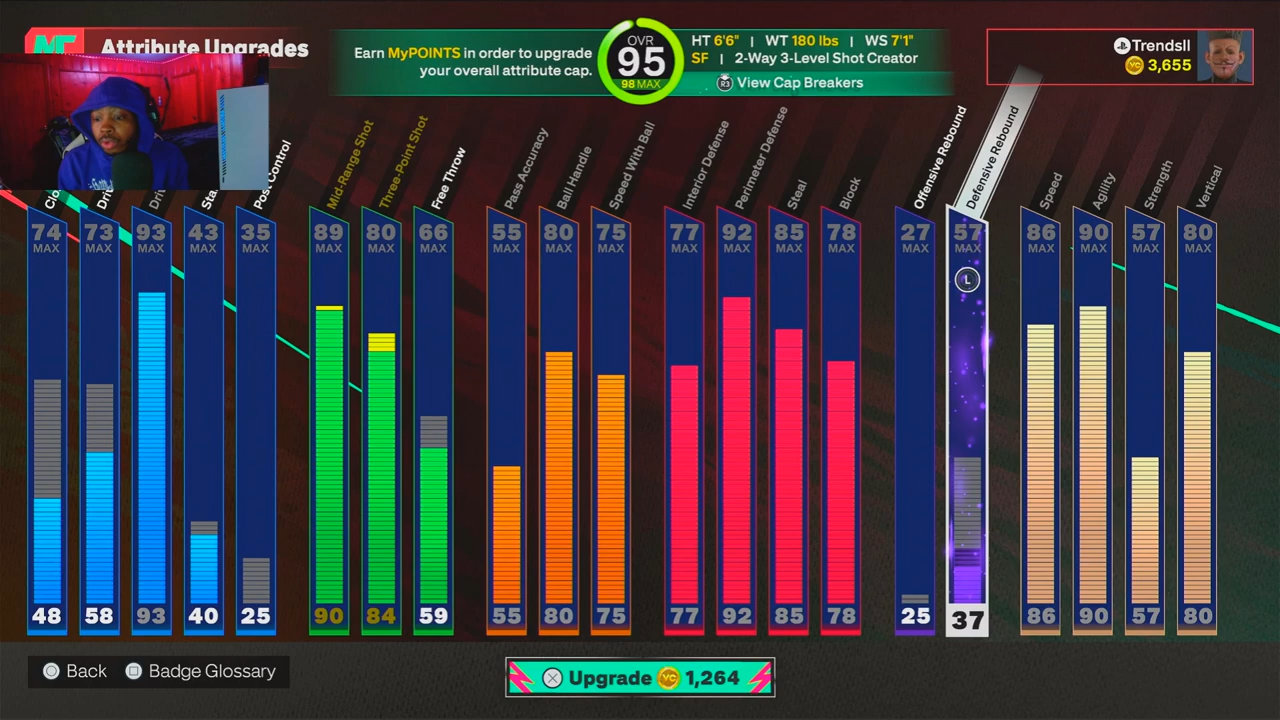 Attribute Upgrades
Earn MyPOINTS in order to upgrade
your overall attribute cap.
OVR
95
98 MAX
HT 6'6" | WT 180 lbs | WS 7'1"
SF | 2-Way 3-Level Shot Creator
R3 View Cap Breakers
Trendsll
VC 3,655
Mid-Range Shot
Three-Point Shot
Free Throw
Pass Accuracy
Ball Handle
Speed With Ball
Interior Defense
Perimeter Defense
Steal
Block
Offensive Rebound
Defensive Rebound
Speed
Agility
Strength
Vertical
74 73 93 43 35 89 80 66 55 80 75 77 92 85 78 27 57 86 90 57 80
MAX MAX MAX MAX MAX MAX MAX MAX MAX MAX MAX MAX MAX MAX MAX MAX MAX MAX MAX MAX MAX
L
48 58 93 40 25 90 84 59 55 80 75 77 92 85 78 25 37 86 90 57 80
Back Badge Glossary
Upgrade VC 1,264